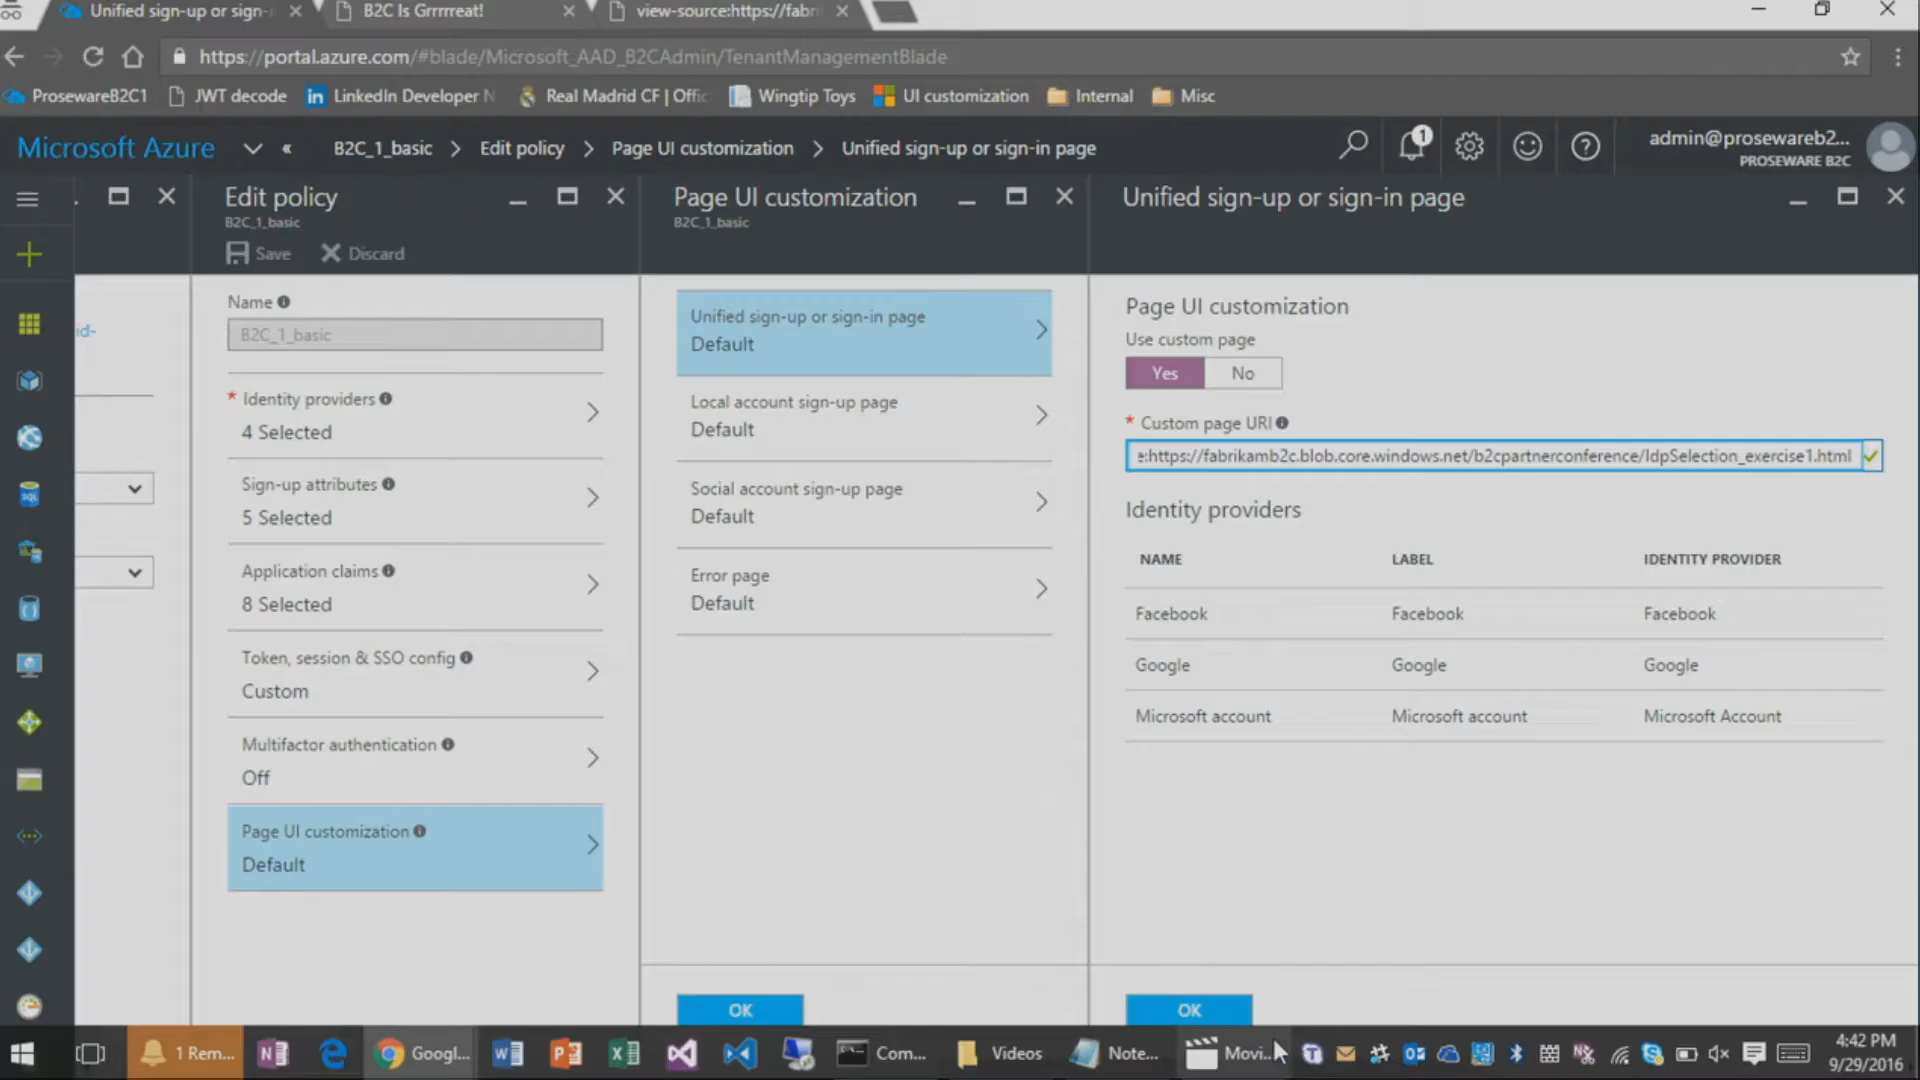 Unified sign-up or sign-
B2C Is Grrrrreat!
view-source:https://fabri
https://portal.azure.com/#blade/Microsoft_AAD_B2CAdmin/TenantManagementBlade
ProsewareB2C1
JWT decode
LinkedIn Developer N
Real Madrid CF | Offic
Wingtip Toys
UI customization
Internal
Misc
Microsoft Azure
«
B2C_1_basic > Edit policy > Page UI customization > Unified sign-up or sign-in page
1
admin@prosewareb2...
PROSEWARE B2C
id-
Edit policy
B2C_1_basic
Save
Discard
Name
B2C_1_basic
* Identity providers
4 Selected
Sign-up attributes
5 Selected
Application claims
8 Selected
Token, session & SSO config
Custom
Multifactor authentication
Off
Page UI customization
Default
Page UI customization
B2C_1_basic
Unified sign-up or sign-in page
Default
Local account sign-up page
Default
Social account sign-up page
Default
Error page
Default
OK
Unified sign-up or sign-in page
Page UI customization
Use custom page
Yes No
* Custom page URI
e:https://fabrikamb2c.blob.core.windows.net/b2cpartnerconference/IdpSelection_exercise1.html
Identity providers
NAME LABEL IDENTITY PROVIDER
Facebook Facebook Facebook
Google Google Google
Microsoft account Microsoft account Microsoft Account
OK
SQL
1 Rem...
Googl...
Com...
Videos
Note...
Movi...
4:42 PM
9/29/2016